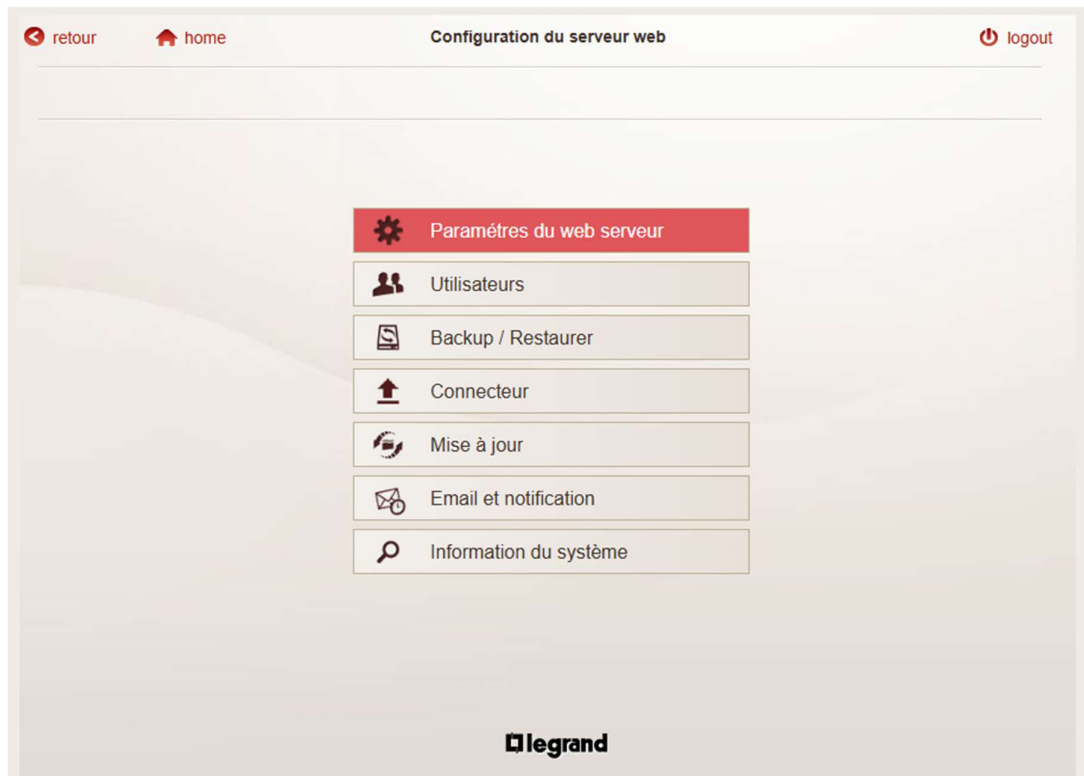 retour home Configuration du serveur web logout
Paramétres du web serveur
Utilisateurs
Backup / Restaurer
Connecteur
Mise à jour
Email et notification
Information du système
legrand